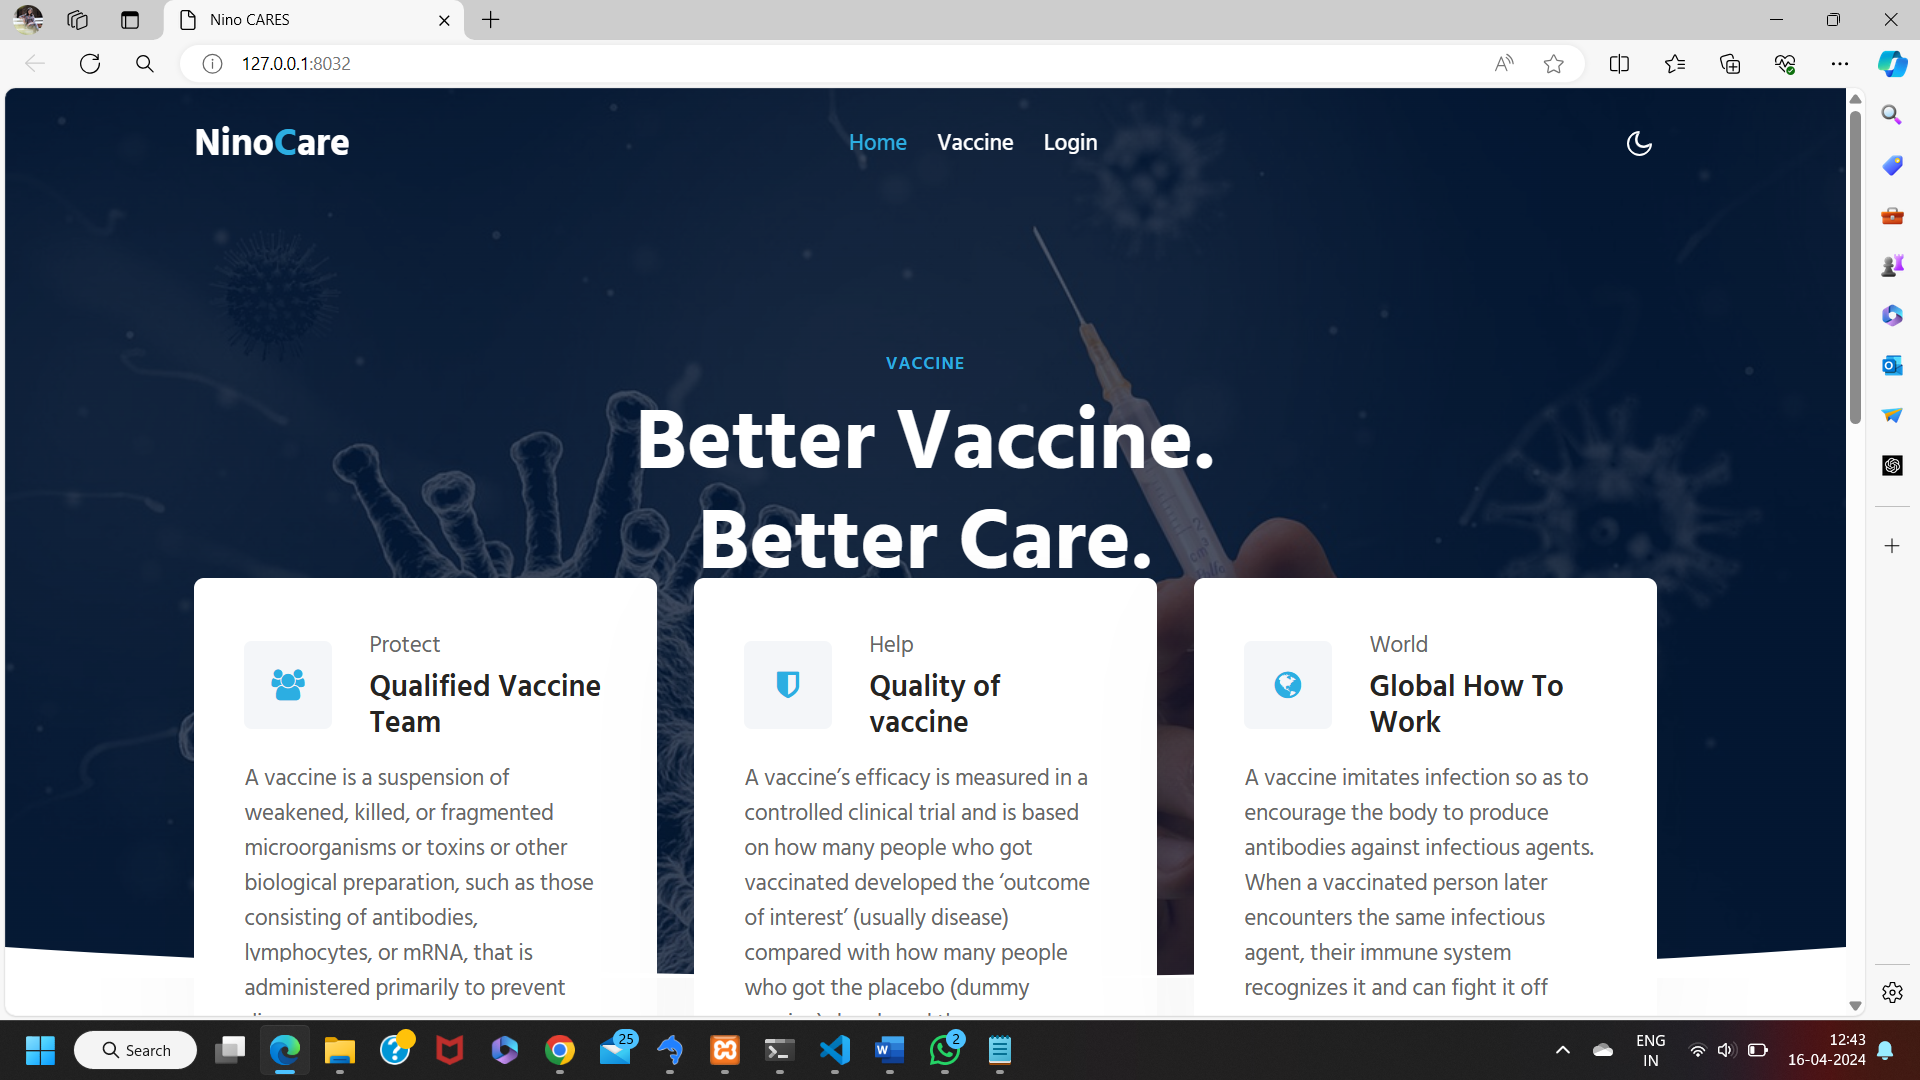 Nino CARES
127.0.0.1:8032
NinoCare
Home Vaccine Login
VACCINE
Better Vaccine.
Better Care.
Protect
Qualified Vaccine
Team
A vaccine is a suspension of
weakened, killed, or fragmented
microorganisms or toxins or other
biological preparation, such as those
consisting of antibodies,
lymphocytes, or mRNA, that is
administered primarily to prevent
Help
Quality of
vaccine
A vaccine’s efficacy is measured in a
controlled clinical trial and is based
on how many people who got
vaccinated developed the ‘outcome
of interest’ (usually disease)
compared with how many people
who got the placebo (dummy
World
Global How To
Work
A vaccine imitates infection so as to
encourage the body to produce
antibodies against infectious agents.
When a vaccinated person later
encounters the same infectious
agent, their immune system
recognizes it and can fight it off
Search
25
2
ENG
IN
12:43
16-04-2024